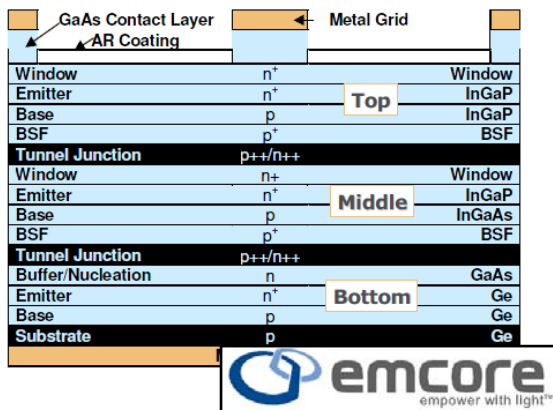 GaAs Contact Layer Metal Grid
AR Coating
Window n+ Window
Emitter n+ InGaP
Top
Base p InGaP
BSF p+ BSF
Tunnel Junction p++/n++
Window n+ Window
Emitter n+ InGaP
Middle
Base p InGaAs
BSF p+ BSF
Tunnel Junction p++/n++
Buffer/Nucleation n GaAs
Emitter n+ Ge
Bottom
Base p Ge
Substrate p Ge
emcore
empower with light™